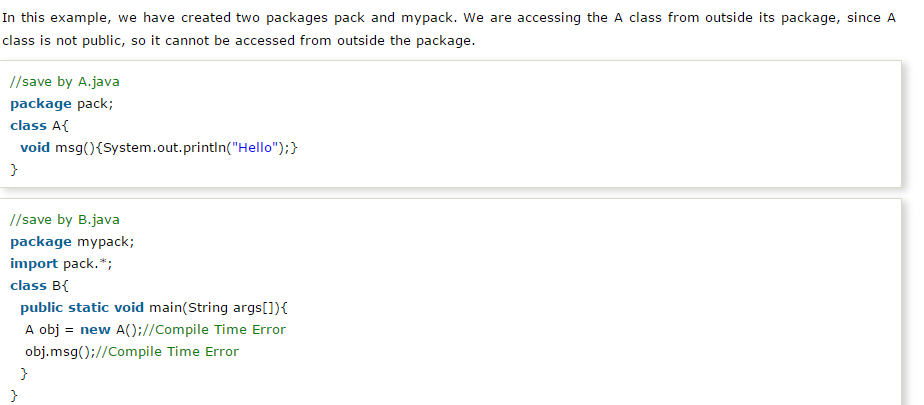 In this example, we have created two packages pack and mypack. We are accessing the A class from outside its package, since A
class is not public, so it cannot be accessed from outside the package.
//save by A.java
package pack;
class A{
  void msg(){System.out.println("Hello");}
}
//save by B.java
package mypack;
import pack.*;
class B{
  public static void main(String args[]){
   A obj = new A();//Compile Time Error
   obj.msg();//Compile Time Error
  }
}